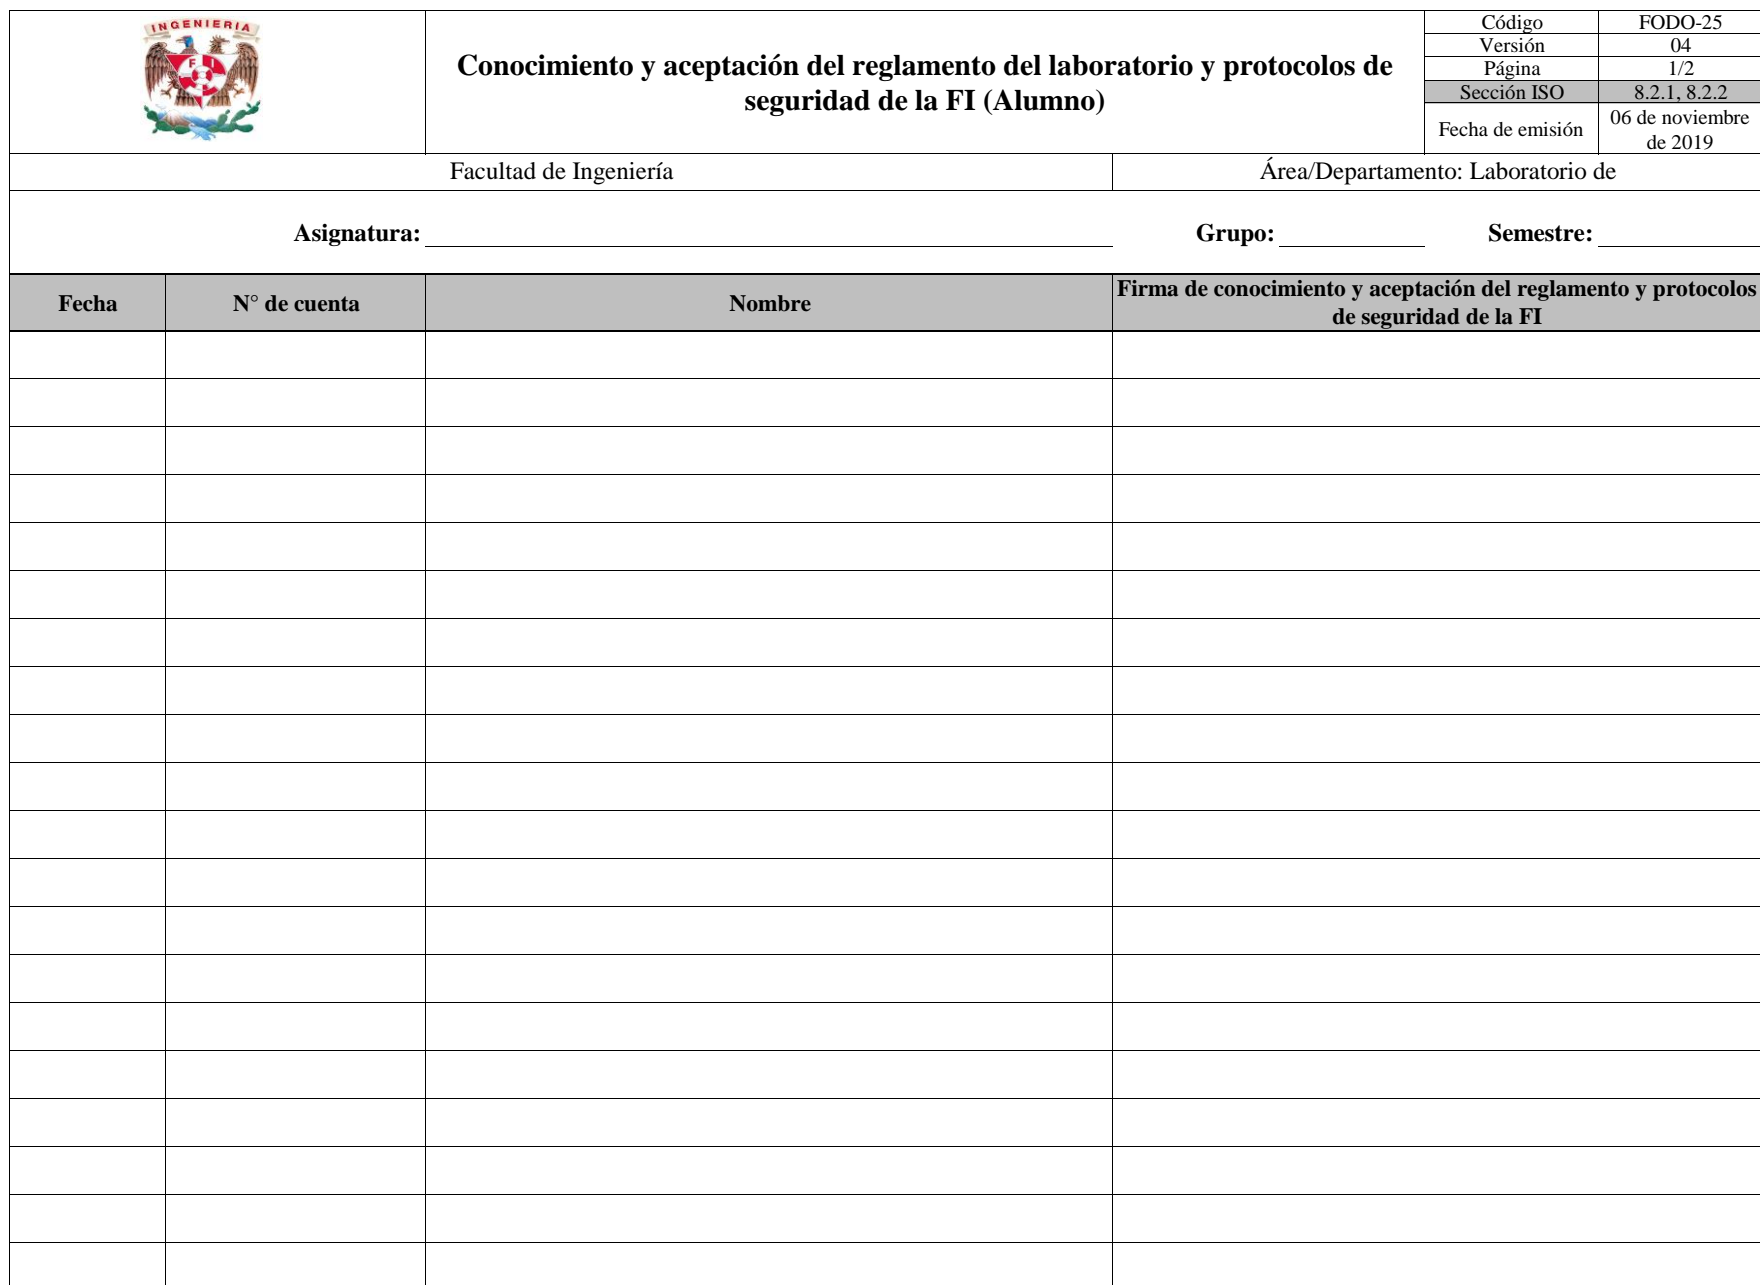 INGENIERIA
F I
Conocimiento y aceptación del reglamento del laboratorio y protocolos de
seguridad de la FI (Alumno)
Código FODO-25
Versión 04
Página 1/2
Sección ISO 8.2.1, 8.2.2
Fecha de emisión 06 de noviembre
de 2019
Facultad de Ingeniería Área/Departamento: Laboratorio de
Asignatura: Grupo: Semestre:
Fecha N° de cuenta Nombre Firma de conocimiento y aceptación del reglamento y protocolos
de seguridad de la FI